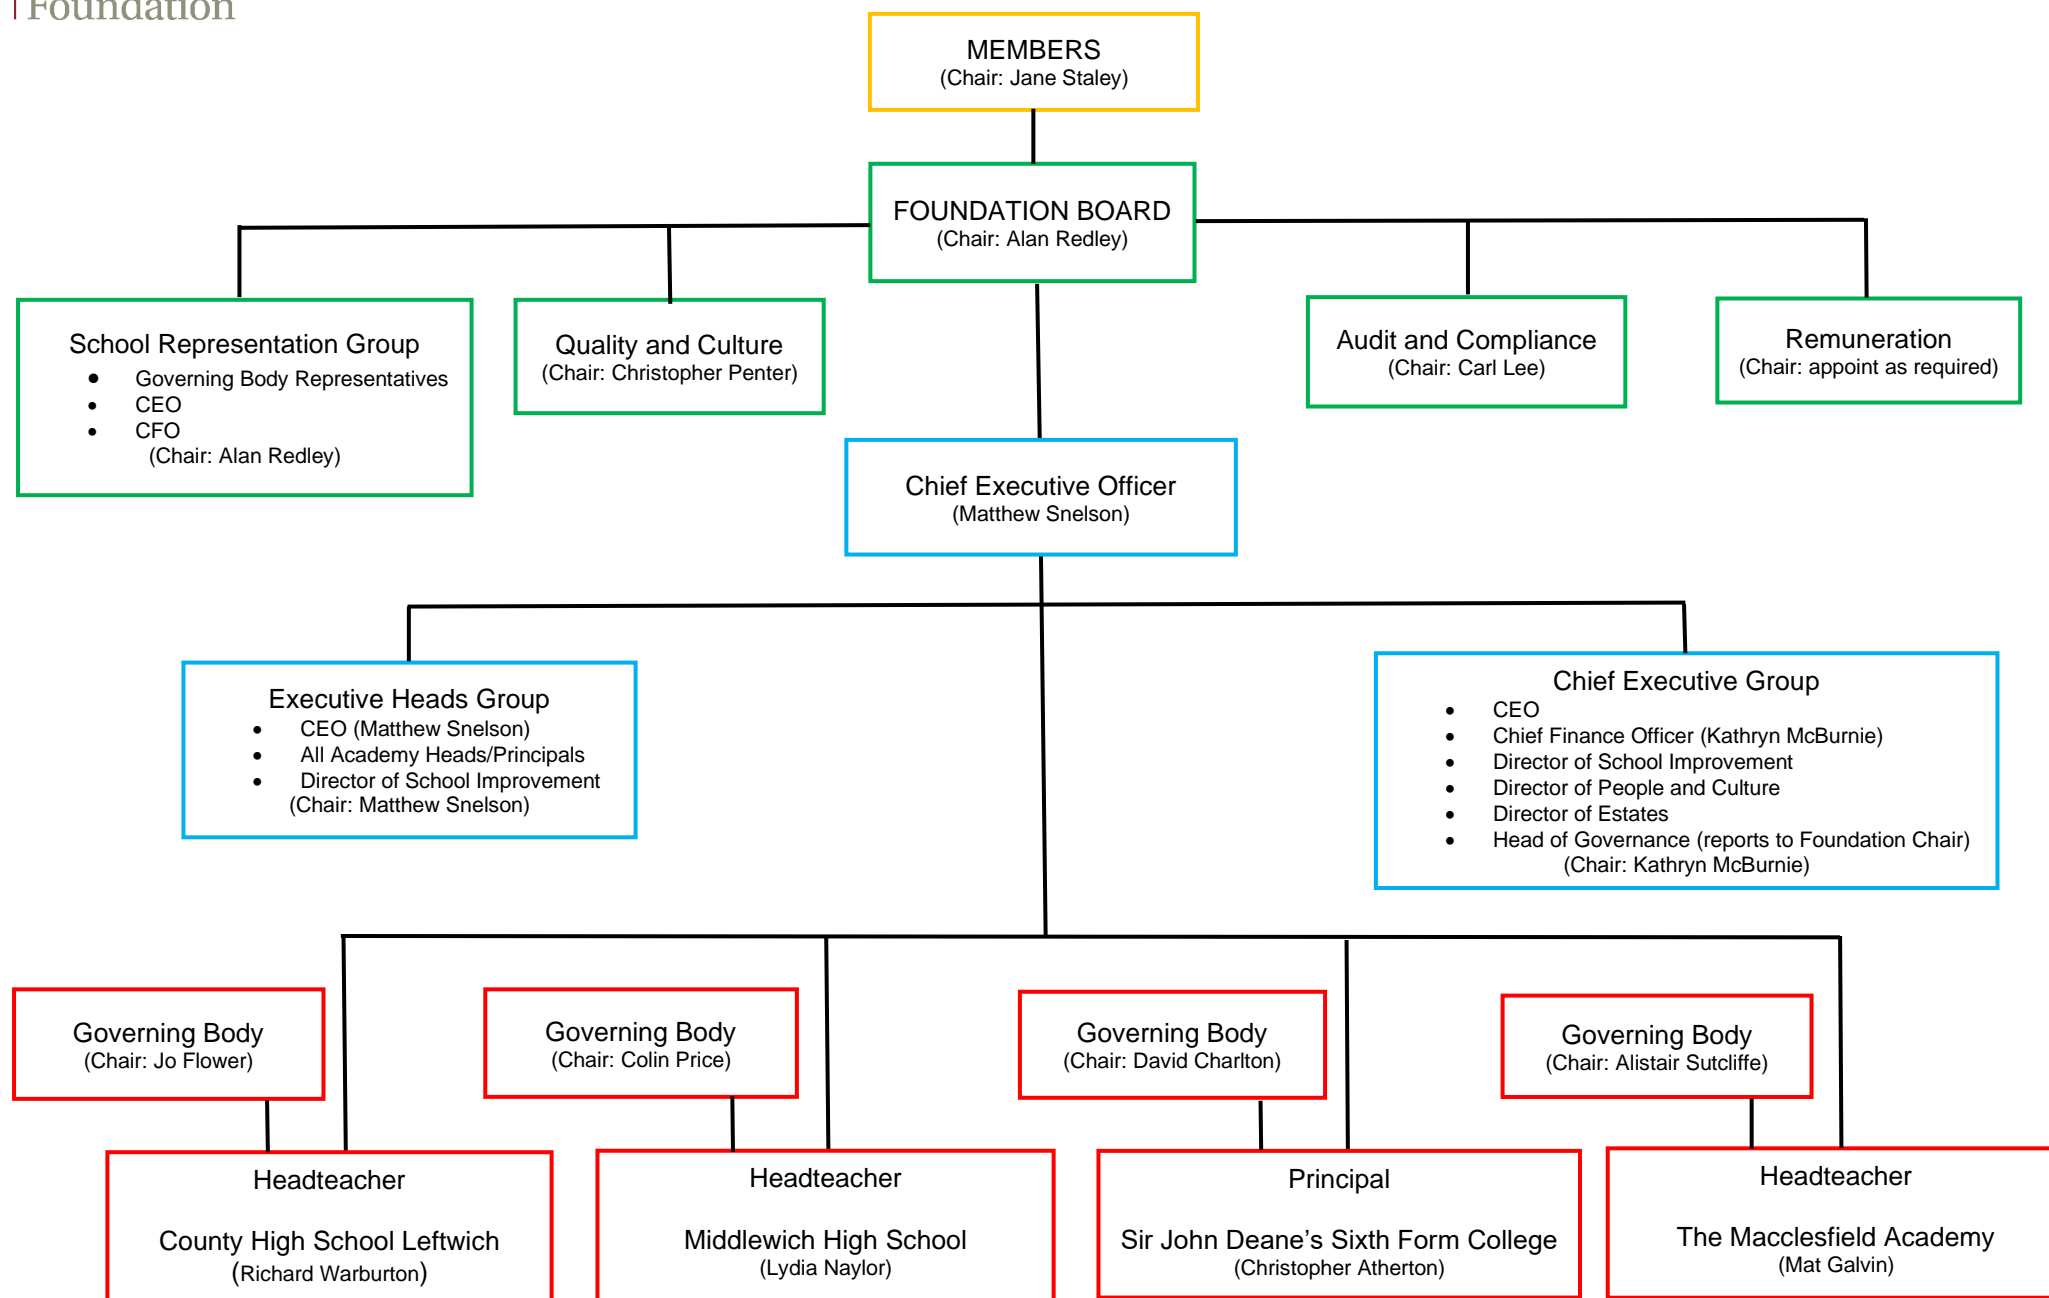 Foundation
MEMBERS
(Chair: Jane Staley)
FOUNDATION BOARD
(Chair: Alan Redley)
School Representation Group
• Governing Body Representatives
• CEO
• CFO
(Chair: Alan Redley)
Quality and Culture
(Chair: Christopher Penter)
Audit and Compliance
(Chair: Carl Lee)
Remuneration
(Chair: appoint as required)
Chief Executive Officer
(Matthew Snelson)
Executive Heads Group
• CEO (Matthew Snelson)
• All Academy Heads/Principals
• Director of School Improvement
(Chair: Matthew Snelson)
Chief Executive Group
• CEO
• Chief Finance Officer (Kathryn McBurnie)
• Director of School Improvement
• Director of People and Culture
• Director of Estates
• Head of Governance (reports to Foundation Chair)
(Chair: Kathryn McBurnie)
Governing Body
(Chair: Jo Flower)
Governing Body
(Chair: Colin Price)
Governing Body
(Chair: David Charlton)
Governing Body
(Chair: Alistair Sutcliffe)
Headteacher
County High School Leftwich
(Richard Warburton)
Headteacher
Middlewich High School
(Lydia Naylor)
Principal
Sir John Deane’s Sixth Form College
(Christopher Atherton)
Headteacher
The Macclesfield Academy
(Mat Galvin)